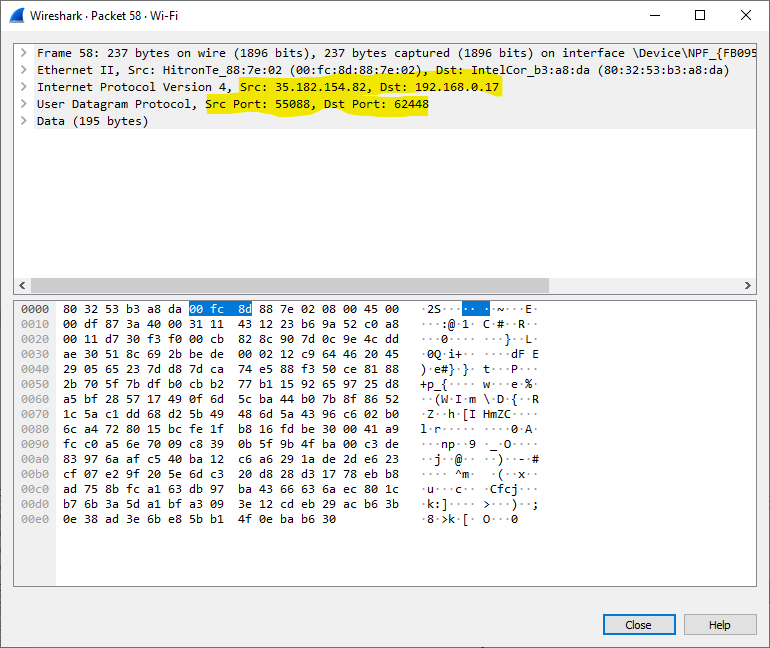 Wireshark · Packet 58 · Wi-Fi
Frame 58: 237 bytes on wire (1896 bits), 237 bytes captured (1896 bits) on interface \Device\NPF_{FB095
Ethernet II, Src: HitronTe_88:7e:02 (00:fc:8d:88:7e:02), Dst: IntelCor_b3:a8:da (80:32:53:b3:a8:da)
Internet Protocol Version 4, Src: 35.182.154.82, Dst: 192.168.0.17
User Datagram Protocol, Src Port: 55088, Dst Port: 62448
Data (195 bytes)
0000 80 32 53 b3 a8 da 00 fc 8d 88 7e 02 08 00 45 00 ·2S···· ·~···E·
0010 00 df 87 3a 40 00 31 11 43 12 23 b6 9a 52 c0 a8 ···:@·1· C·#··R··
0020 00 11 d7 30 f3 f0 00 cb 82 8c 90 7d 0c 9e 4c dd ···0···· ···}··L·
0030 ae 30 51 8c 69 2b be de 00 02 12 c9 64 46 20 45 ·0Q·i+·· ····dF E
0040 29 05 65 23 7d d8 7d ca 74 e5 88 f3 50 ce 81 88 )·e#}·}· t···P···
0050 2b 70 5f 7b df b0 cb b2 77 b1 15 92 65 97 25 d8 +p_{···· w···e·%·
0060 a5 bf 28 57 17 49 0f 6d 5c ba 44 b0 7b 8f 86 52 ··(W·I·m \·D·{··R
0070 1c 5a c1 dd 68 d2 5b 49 48 6d 5a 43 96 c6 02 b0 ·Z··h·[I HmZC····
0080 6c a4 72 80 15 bc fe 1f b8 16 fd be 30 00 41 a9 l·r····· ····0·A·
0090 fc c0 a5 6e 70 09 c8 39 0b 5f 9b 4f ba 00 c3 de ···np··9 ·_·O····
00a0 83 97 6a af c5 40 ba 12 c6 a6 29 1a de 2d e6 23 ··j··@·· ··)··-·#
00b0 cf 07 e2 9f 20 5e 6d c3 20 d8 28 d3 17 78 eb b8 ···· ^m· ·(··x··
00c0 ad 75 8b fc a1 63 db 97 ba 43 66 63 6a ec 80 1c ·u···c·· ·Cfcj···
00d0 b7 6b 3a 5d a1 bf a3 09 3e 12 cd eb 29 ac b6 3b ·k:]···· >···)··;
00e0 0e 38 ad 3e 6b e8 5b b1 4f 0e ba b6 30 ·8·>k·[· O···0
Close
Help